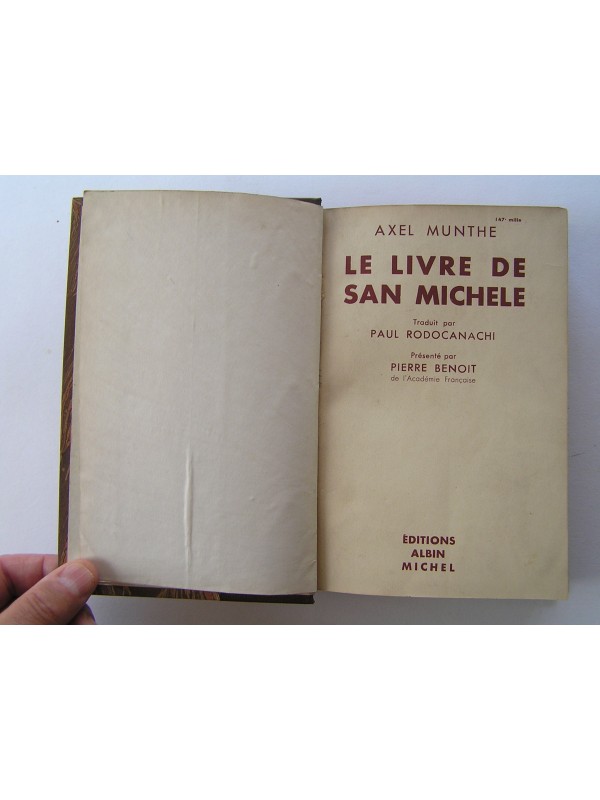 147e mille
AXEL MUNTHE
LE LIVRE DE
SAN MICHELE
Traduit par
PAUL RODOCANACHI
Présenté par
PIERRE BENOIT
de l'Académie Française
ÉDITIONS
ALBIN
MICHEL